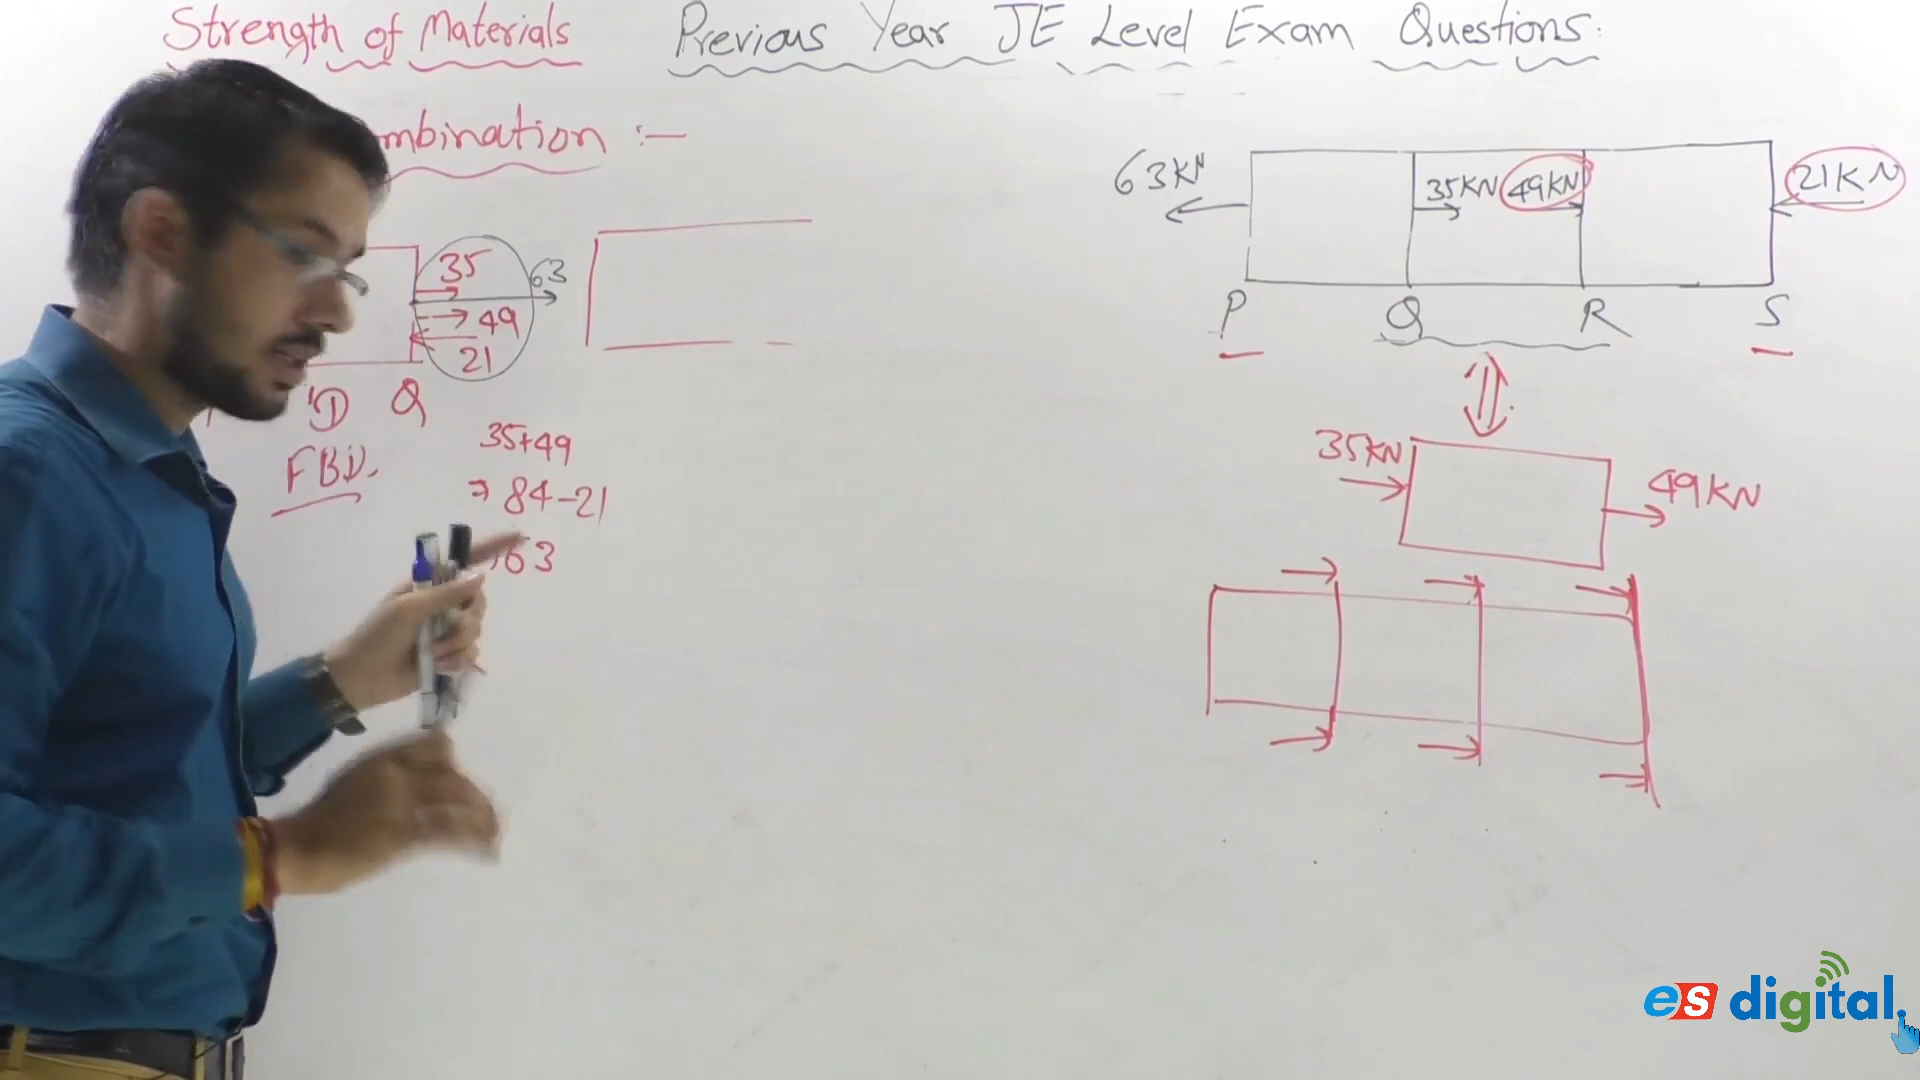 Strength of Materials Previous Year JE Level Exam Questions:
mbination :-
63KN 35KN 49KN 21KN
P Q R S
35 63
49
21
D Q
FBD.
35+49
⇒ 84-21
63
35KN 49KN
es digital.